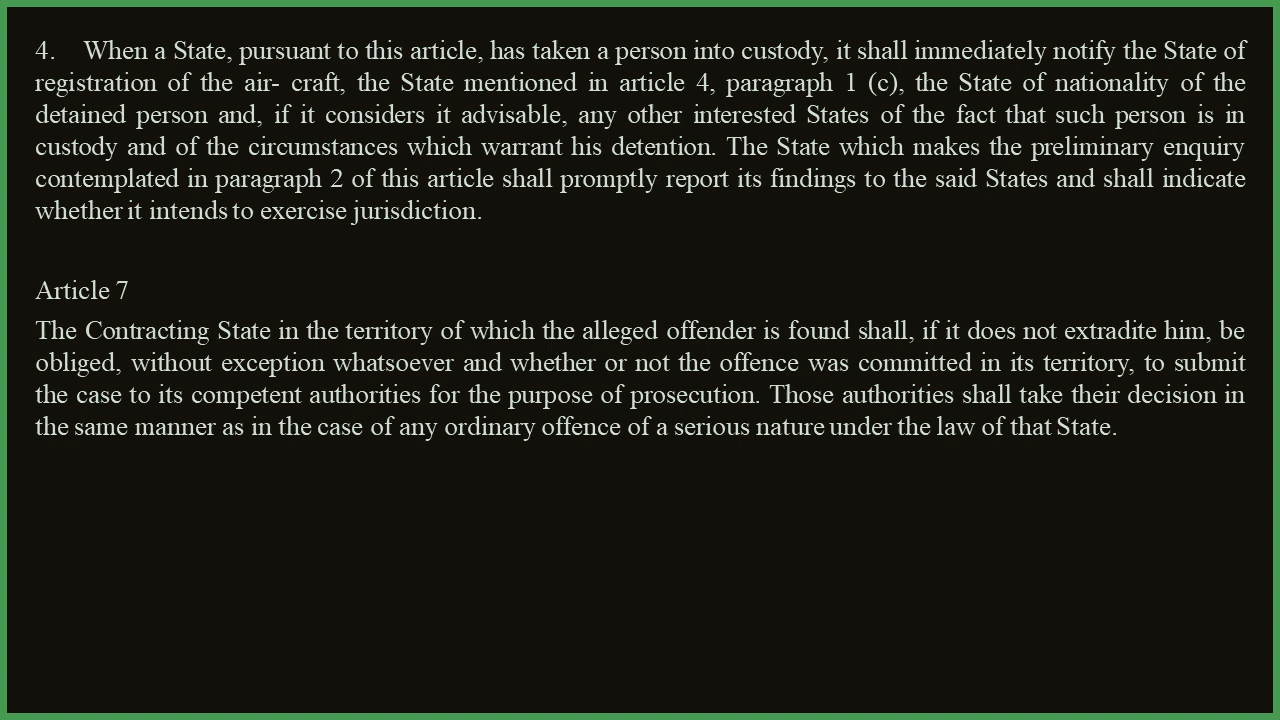 4. When a State, pursuant to this article, has taken a person into custody, it shall immediately notify the State of
registration of the air- craft, the State mentioned in article 4, paragraph 1 (c), the State of nationality of the
detained person and, if it considers it advisable, any other interested States of the fact that such person is in
custody and of the circumstances which warrant his detention. The State which makes the preliminary enquiry
contemplated in paragraph 2 of this article shall promptly report its findings to the said States and shall indicate
whether it intends to exercise jurisdiction.
Article 7
The Contracting State in the territory of which the alleged offender is found shall, if it does not extradite him, be
obliged, without exception whatsoever and whether or not the offence was committed in its territory, to submit
the case to its competent authorities for the purpose of prosecution. Those authorities shall take their decision in
the same manner as in the case of any ordinary offence of a serious nature under the law of that State.